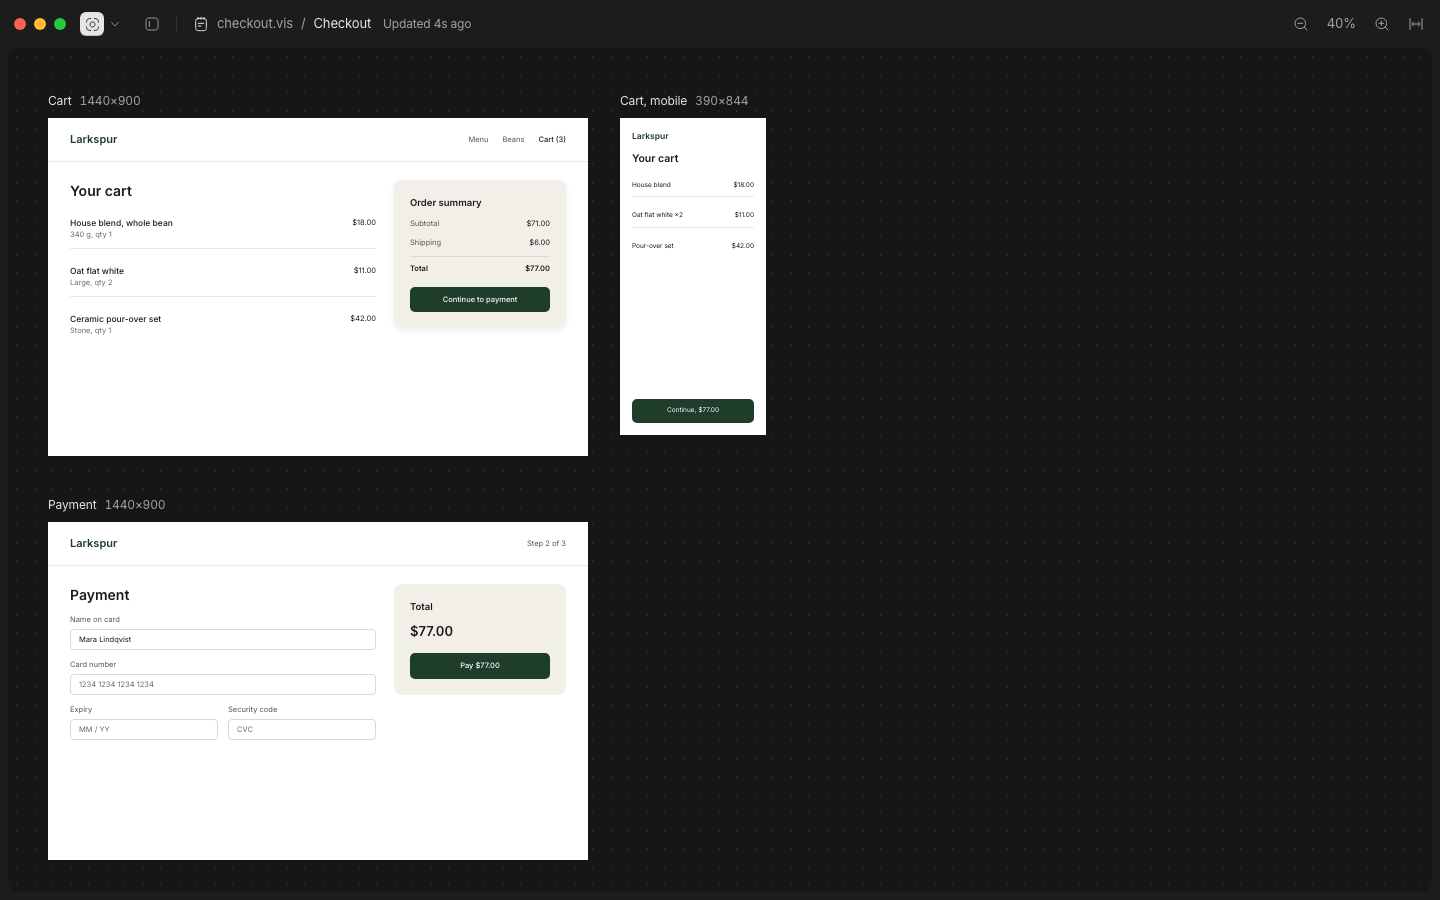 checkout.vis / Checkout Updated 4s ago
40%
Cart 1440×900
Larkspur
Menu Beans Cart (3)
Your cart
House blend, whole bean $18.00
340 g, qty 1
Oat flat white $11.00
Large, qty 2
Ceramic pour-over set $42.00
Stone, qty 1
Order summary
Subtotal $71.00
Shipping $6.00
Total $77.00
Continue to payment
Cart, mobile 390×844
Larkspur
Your cart
House blend $18.00
Oat flat white ×2 $11.00
Pour-over set $42.00
Continue, $77.00
Payment 1440×900
Larkspur
Step 2 of 3
Payment
Name on card
Mara Lindqvist
Card number
1234 1234 1234 1234
Expiry Security code
MM / YY CVC
Total
$77.00
Pay $77.00